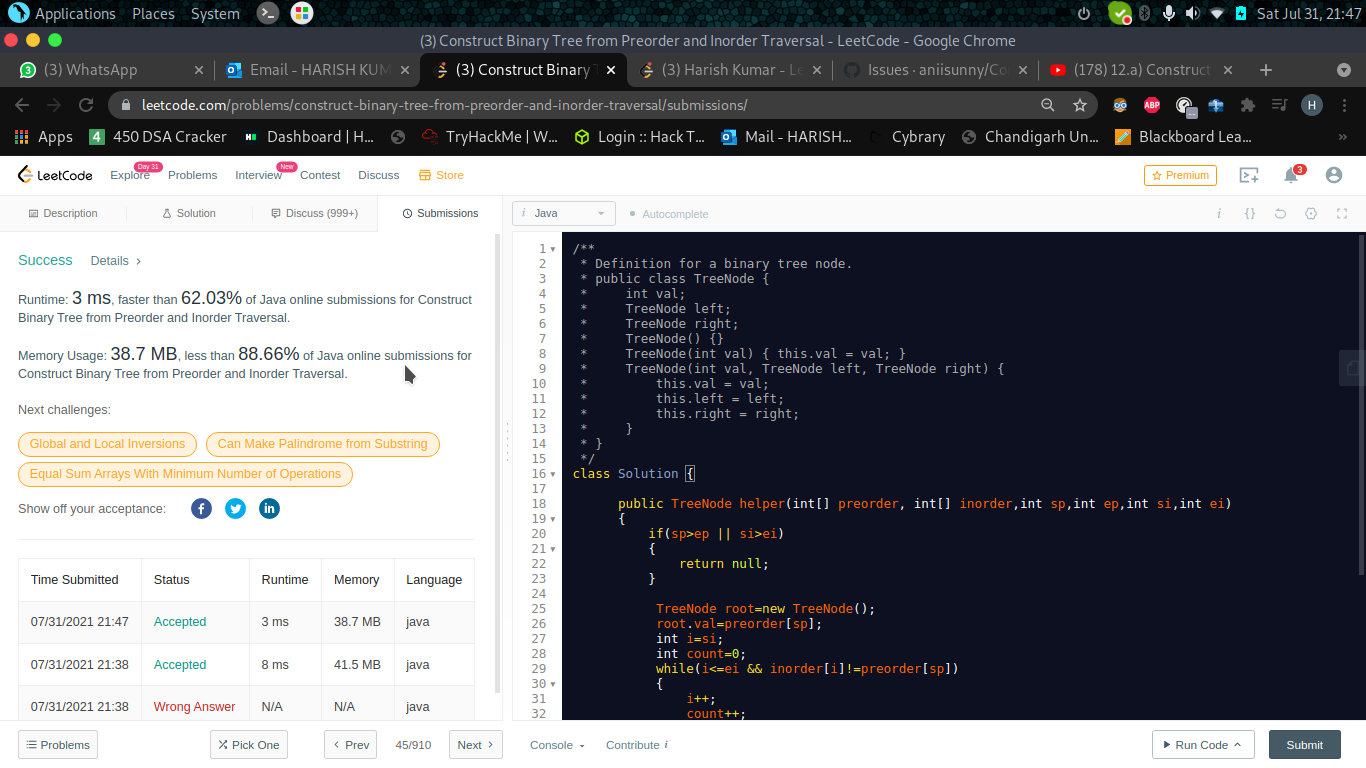 Applications Places System Sat Jul 31, 21:47
(3) Construct Binary Tree from Preorder and Inorder Traversal - LeetCode - Google Chrome
(3) WhatsApp Email - HARISH KUM (3) Construct Binary T (3) Harish Kumar - Le Issues · aniisunny/Co (178) 12.a) Construct
leetcode.com/problems/construct-binary-tree-from-preorder-and-inorder-traversal/submissions/ ABP H
Apps 4 450 DSA Cracker Dashboard | H... TryHackMe | W... Login :: Hack T... Mail - HARISH... Cybrary Chandigarh Un... Blackboard Lea... »
LeetCode Explore Day 31 Problems Interview New Contest Discuss Store Premium 3
Description Solution Discuss (999+) Submissions
i Java Autocomplete i {}
Success Details >
Runtime: 3 ms, faster than 62.03% of Java online submissions for Construct
Binary Tree from Preorder and Inorder Traversal.
Memory Usage: 38.7 MB, less than 88.66% of Java online submissions for
Construct Binary Tree from Preorder and Inorder Traversal.
Next challenges:
Global and Local Inversions Can Make Palindrome from Substring
Equal Sum Arrays With Minimum Number of Operations
Show off your acceptance:
Time Submitted Status Runtime Memory Language
07/31/2021 21:47 Accepted 3 ms 38.7 MB java
07/31/2021 21:38 Accepted 8 ms 41.5 MB java
07/31/2021 21:38 Wrong Answer N/A N/A java
1 /**
2 * Definition for a binary tree node.
3 * public class TreeNode {
4 * int val;
5 * TreeNode left;
6 * TreeNode right;
7 * TreeNode() {}
8 * TreeNode(int val) { this.val = val; }
9 * TreeNode(int val, TreeNode left, TreeNode right) {
10 * this.val = val;
11 * this.left = left;
12 * this.right = right;
13 * }
14 * }
15 */
16 class Solution {
17
18 public TreeNode helper(int[] preorder, int[] inorder,int sp,int ep,int si,int ei)
19 {
20 if(sp>ep || si>ei)
21 {
22 return null;
23 }
24
25 TreeNode root=new TreeNode();
26 root.val=preorder[sp];
27 int i=si;
28 int count=0;
29 while(i<=ei && inorder[i]!=preorder[sp])
30 {
31 i++;
32 count++;
Problems Pick One Prev 45/910 Next Console Contribute i Run Code Submit